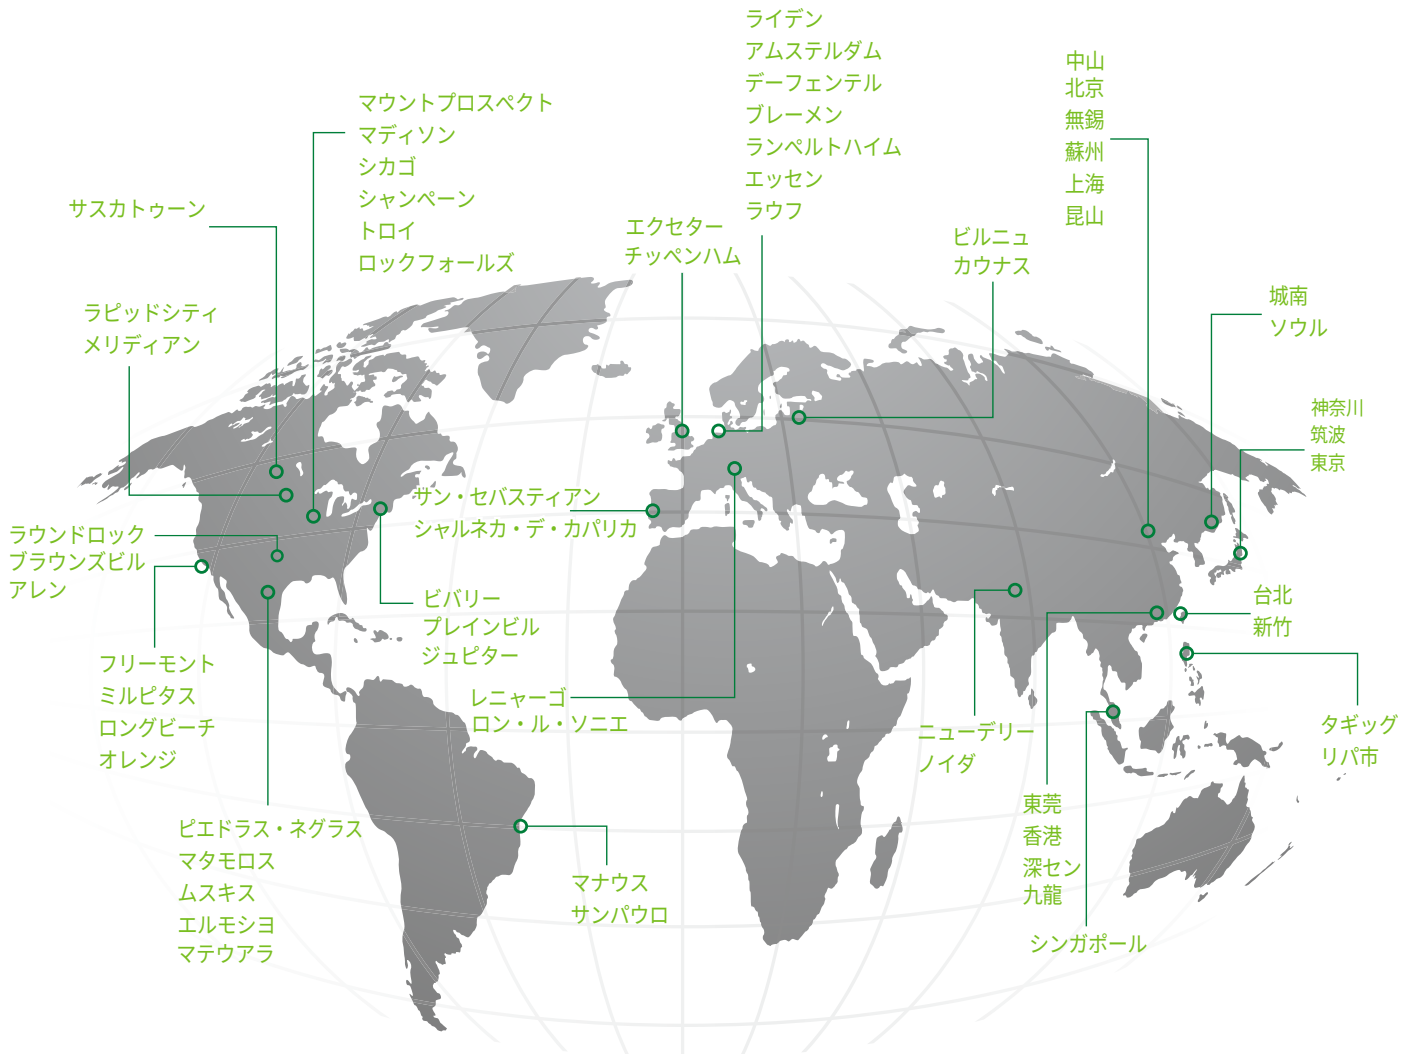 ライデン
アムステルダム
デーフェンテル
ブレーメン
ランペルトハイム
エッセン
ラウフ
中山
北京
無錫
蘇州
上海
昆山
マウントプロスペクト
マディソン
シカゴ
シャンペーン
トロイ
ロックフォールズ
サスカトゥーン
エクセター
チッペンハム
ビルニュ
カウナス
城南
ソウル
ラピッドシティ
メリディアン
神奈川
筑波
東京
サン・セバスティアン
シャルネカ・デ・カパリカ
ラウンドロック
ブラウンズビル
アレン
ビバリー
プレインビル
ジュピター
台北
新竹
フリーモント
ミルピタス
ロングビーチ
オレンジ
レニャーゴ
ロン・ル・ソニエ
ニューデリー
ノイダ
タギッグ
リパ市
東莞
香港
深セン
九龍
ピエドラス・ネグラス
マタモロス
ムスキス
エルモシヨ
マテウアラ
マナウス
サンパウロ
シンガポール